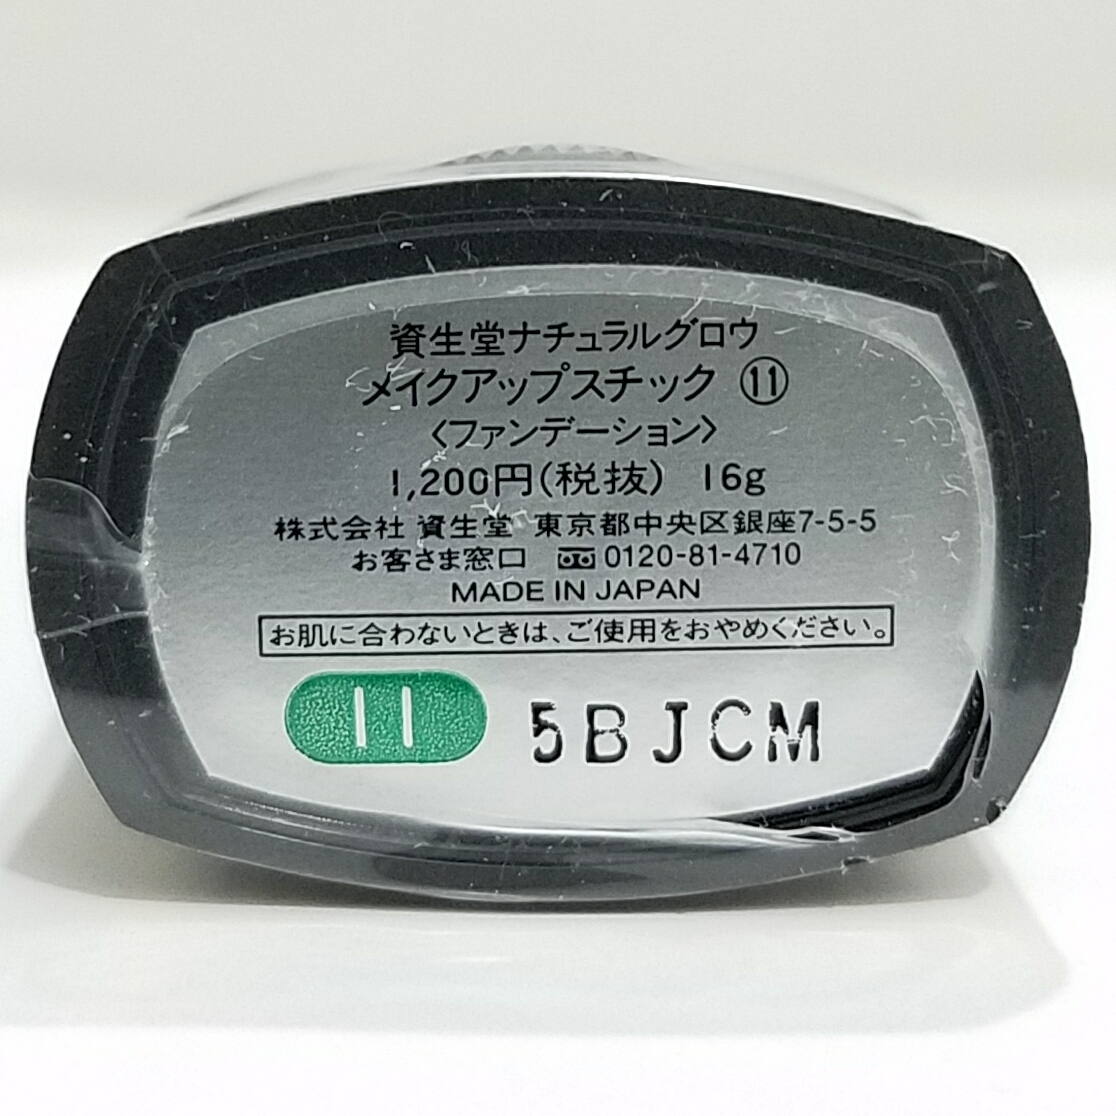 資生堂ナチュラルグロウ
メイクアップスチック ⑪
〈ファンデーション〉
1,200円(税抜) 16g
株式会社 資生堂 東京都中央区銀座7-5-5
お客さま窓口 0120-81-4710
MADE IN JAPAN
お肌に合わないときは、ご使用をおやめください。
11 5BJCM